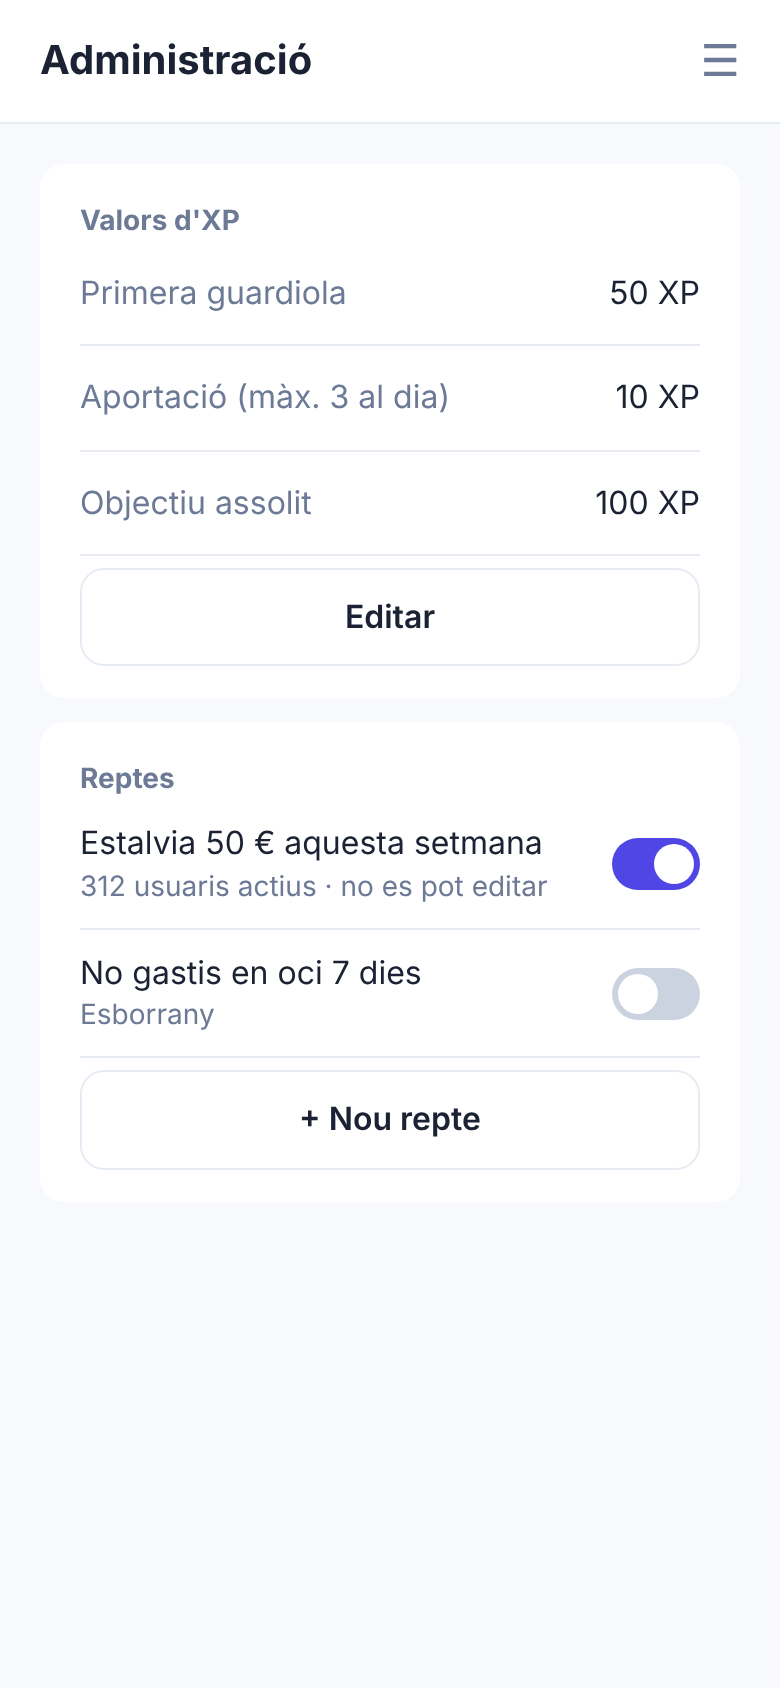 Administració
Valors d'XP
Primera guardiola 50 XP
Aportació (màx. 3 al dia) 10 XP
Objectiu assolit 100 XP
Editar
Reptes
Estalvia 50 € aquesta setmana
312 usuaris actius · no es pot editar
No gastis en oci 7 dies
Esborrany
+ Nou repte